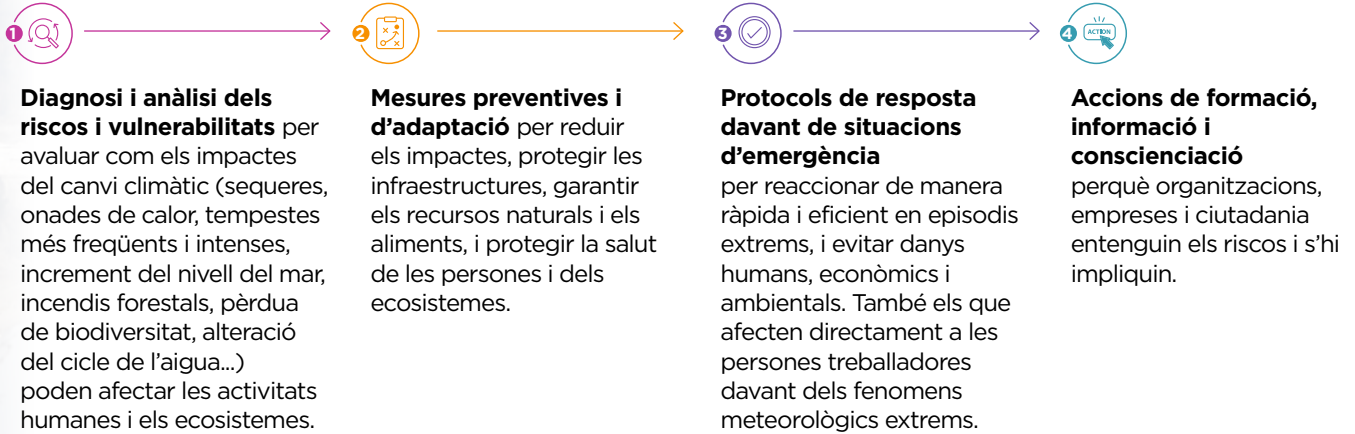 1
Diagnosi i anàlisi dels
riscos i vulnerabilitats per
avaluar com els impactes
del canvi climàtic (sequeres,
onades de calor, tempestes
més freqüents i intenses,
increment del nivell del mar,
incendis forestals, pèrdua
de biodiversitat, alteració
del cicle de l’aigua...)
poden afectar les activitats
humanes i els ecosistemes.
2
Mesures preventives i
d’adaptació per reduir
els impactes, protegir les
infraestructures, garantir
els recursos naturals i els
aliments, i protegir la salut
de les persones i dels
ecosistemes.
3
Protocols de resposta
davant de situacions
d’emergència
per reaccionar de manera
ràpida i eficient en episodis
extrems, i evitar danys
humans, econòmics i
ambientals. També els que
afecten directament a les
persones treballadores
davant dels fenomens
meteorològics extrems.
4
ACTION
Accions de formació,
informació i
conscienciació
perquè organitzacions,
empreses i ciutadania
entenguin els riscos i s’hi
impliquin.